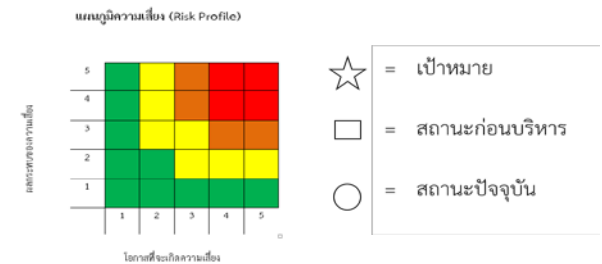 แผนภูมิความเสี่ยง (Risk Profile)
ผลกระทบของความเสี่ยง
5
4
3
2
1
1 2 3 4 5
โอกาสที่จะเกิดความเสี่ยง
= เป้าหมาย
= สถานะก่อนบริหาร
= สถานะปัจจุบัน